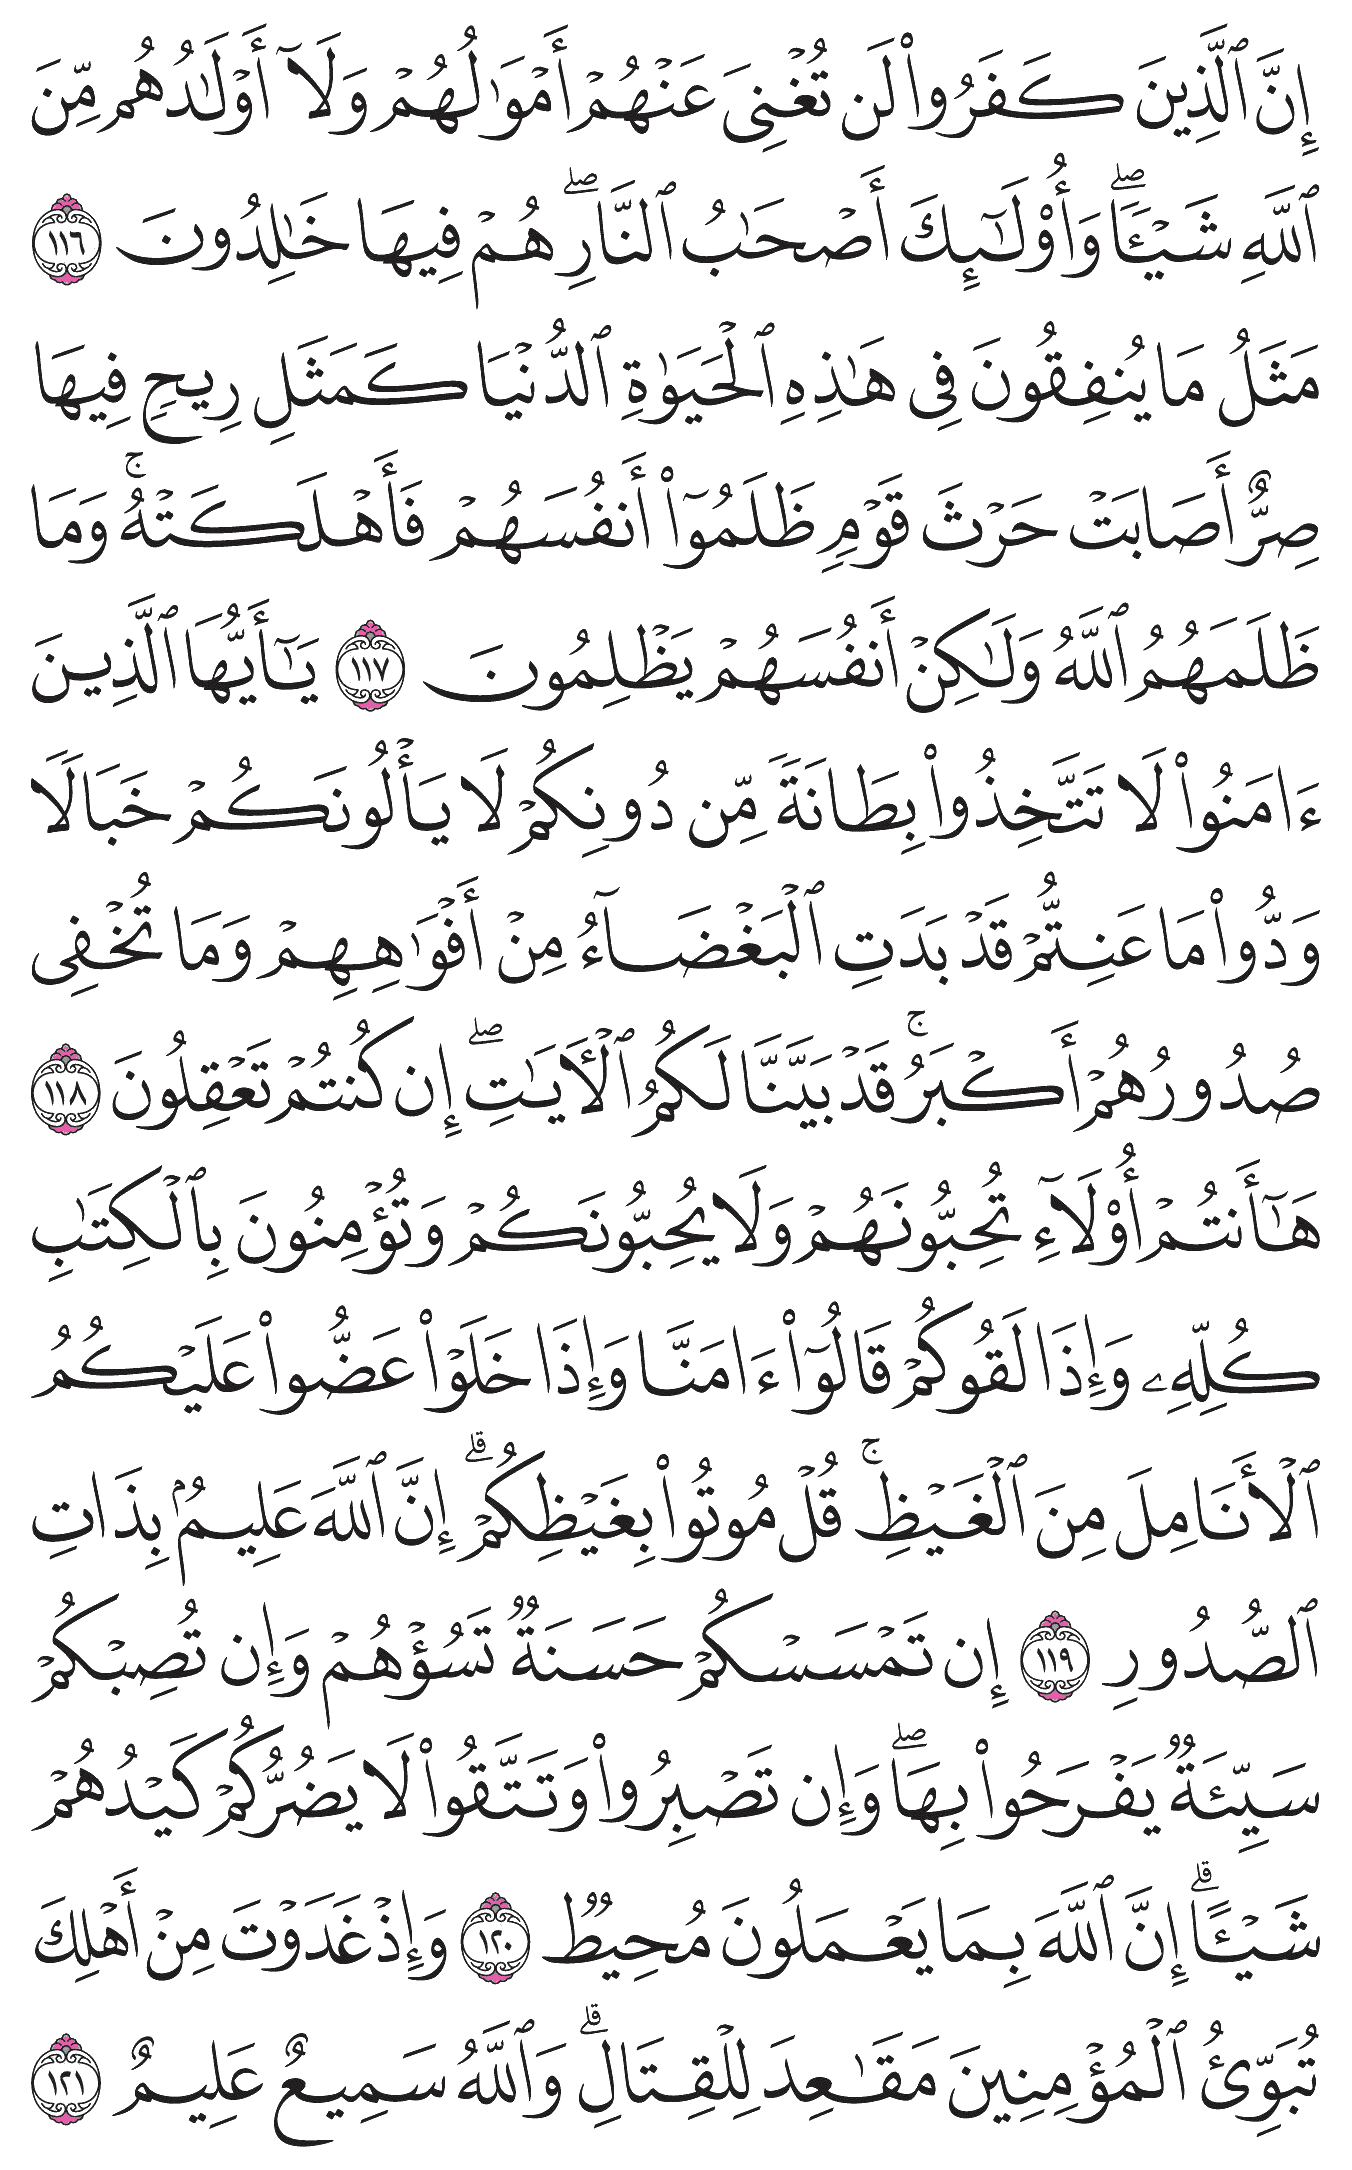 إِنَّ ٱلَّذِينَ كَفَرُوا۟ لَن تُغْنِىَ عَنْهُمْ أَمْوَٰلُهُمْ وَلَآ أَوْلَـٰدُهُم مِّنَ
ٱللَّهِ شَيْـًٔا ۖ وَأُو۟لَـٰٓئِكَ أَصْحَـٰبُ ٱلنَّارِ ۖ هُمْ فِيهَا خَـٰلِدُونَ ١١٦
مَثَلُ مَا يُنفِقُونَ فِى هَـٰذِهِ ٱلْحَيَوٰةِ ٱلدُّنْيَا كَمَثَلِ رِيحٍ فِيهَا
صِرٌّ أَصَابَتْ حَرْثَ قَوْمٍ ظَلَمُوٓا۟ أَنفُسَهُمْ فَأَهْلَكَتْهُ ۚ وَمَا
ظَلَمَهُمُ ٱللَّهُ وَلَـٰكِنْ أَنفُسَهُمْ يَظْلِمُونَ ١١٧ يَـٰٓأَيُّهَا ٱلَّذِينَ
ءَامَنُوا۟ لَا تَتَّخِذُوا۟ بِطَانَةً مِّن دُونِكُمْ لَا يَأْلُونَكُمْ خَبَالًا
وَدُّوا۟ مَا عَنِتُّمْ قَدْ بَدَتِ ٱلْبَغْضَآءُ مِنْ أَفْوَٰهِهِمْ وَمَا تُخْفِى
صُدُورُهُمْ أَكْبَرُ ۚ قَدْ بَيَّنَّا لَكُمُ ٱلْـَٔايَـٰتِ ۖ إِن كُنتُمْ تَعْقِلُونَ ١١٨
هَـٰٓأَنتُمْ أُو۟لَآءِ تُحِبُّونَهُمْ وَلَا يُحِبُّونَكُمْ وَتُؤْمِنُونَ بِٱلْكِتَـٰبِ
كُلِّهِۦ وَإِذَا لَقُوكُمْ قَالُوٓا۟ ءَامَنَّا وَإِذَا خَلَوْا۟ عَضُّوا۟ عَلَيْكُمُ
ٱلْأَنَامِلَ مِنَ ٱلْغَيْظِ ۚ قُلْ مُوتُوا۟ بِغَيْظِكُمْ ۗ إِنَّ ٱللَّهَ عَلِيمٌۢ بِذَاتِ
ٱلصُّدُورِ ١١٩ إِن تَمْسَسْكُمْ حَسَنَةٌ تَسُؤْهُمْ وَإِن تُصِبْكُمْ
سَيِّئَةٌ يَفْرَحُوا۟ بِهَا ۖ وَإِن تَصْبِرُوا۟ وَتَتَّقُوا۟ لَا يَضُرُّكُمْ كَيْدُهُمْ
شَيْـًٔا ۗ إِنَّ ٱللَّهَ بِمَا يَعْمَلُونَ مُحِيطٌ ١٢٠ وَإِذْ غَدَوْتَ مِنْ أَهْلِكَ
تُبَوِّئُ ٱلْمُؤْمِنِينَ مَقَـٰعِدَ لِلْقِتَالِ ۗ وَٱللَّهُ سَمِيعٌ عَلِيمٌ ١٢١